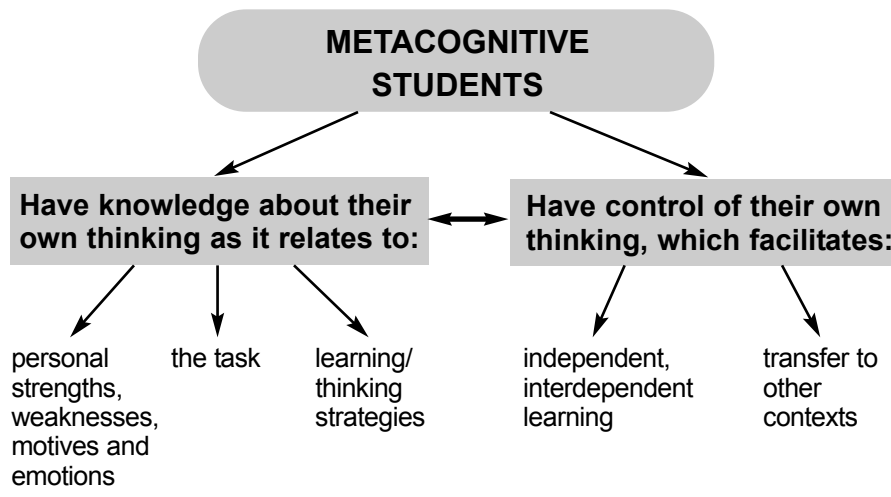 METACOGNITIVE
STUDENTS
Have knowledge about their
own thinking as it relates to:
Have control of their own
thinking, which facilitates:
personal
strengths,
weaknesses,
motives and
emotions
the task
learning/
thinking
strategies
independent,
interdependent
learning
transfer to
other
contexts